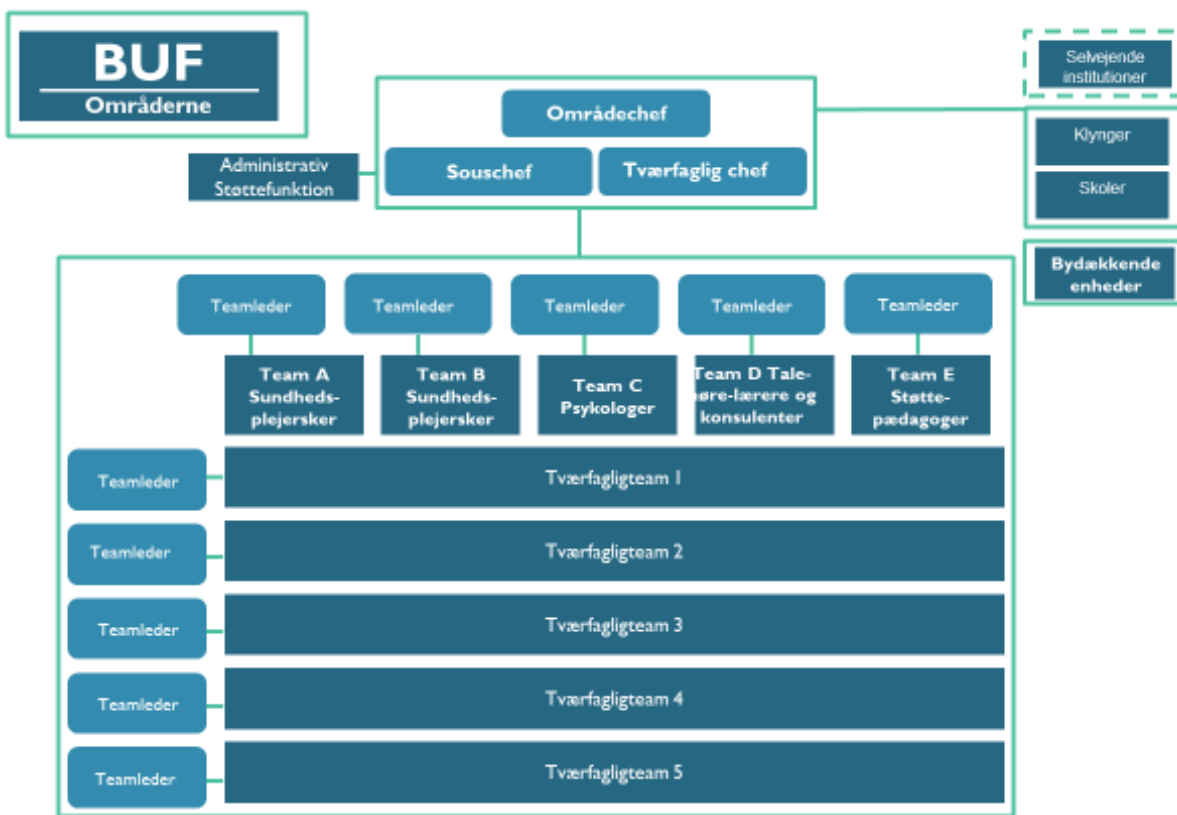 BUF
Områderne
Selvejende
institutioner
Områdechef
Klynger
Administrativ
Støttefunktion
Souschef
Tværfaglig chef
Skoler
Bydækkende
enheder
Teamleder
Teamleder
Teamleder
Teamleder
Teamleder
Team A
Sundheds-
plejersker
Team B
Sundheds-
plejersker
Team C
Psykologer
Team D Tale-
høre-lærere og
konsulenter
Team E
Støtte-
pædagoger
Teamleder
Tværfagligteam 1
Teamleder
Tværfagligteam 2
Teamleder
Tværfagligteam 3
Teamleder
Tværfagligteam 4
Teamleder
Tværfagligteam 5